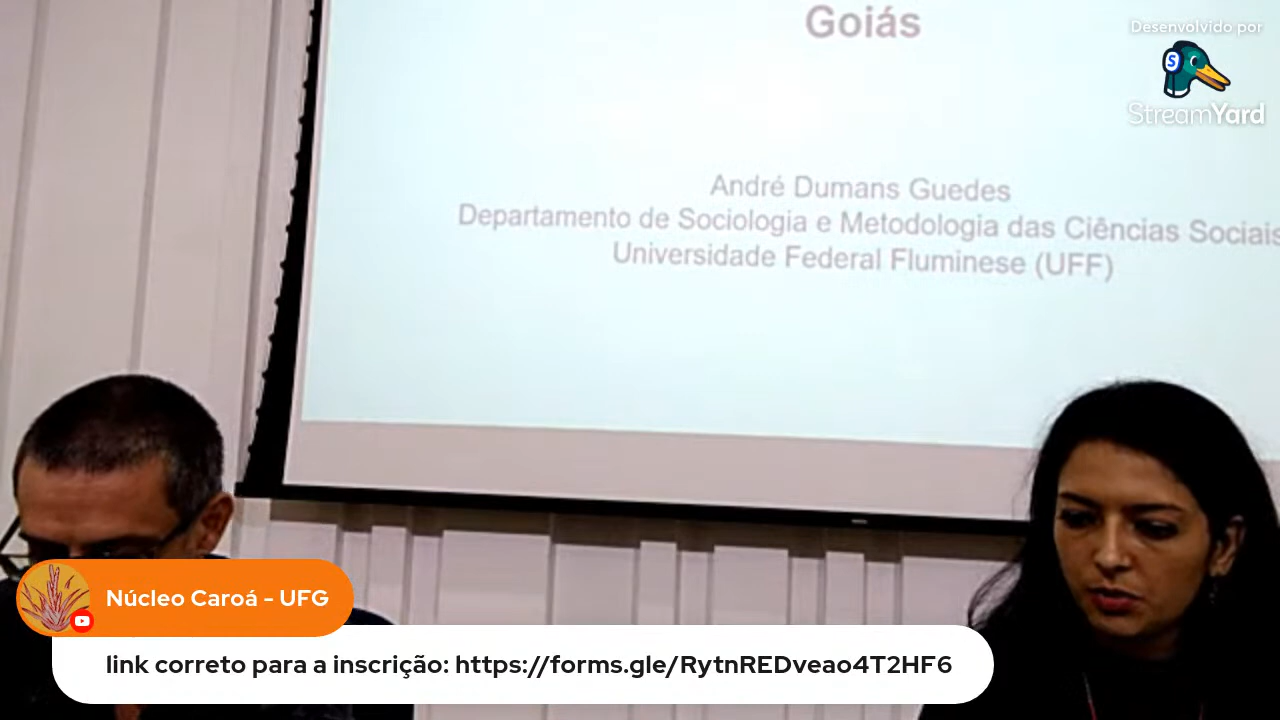 Goiás
Desenvolvido por
S
StreamYard
André Dumans Guedes
Departamento de Sociologia e Metodologia das Ciências Sociais
Universidade Federal Fluminese (UFF)
Núcleo Caroá - UFG
link correto para a inscrição: https://forms.gle/RytnREDveao4T2HF6